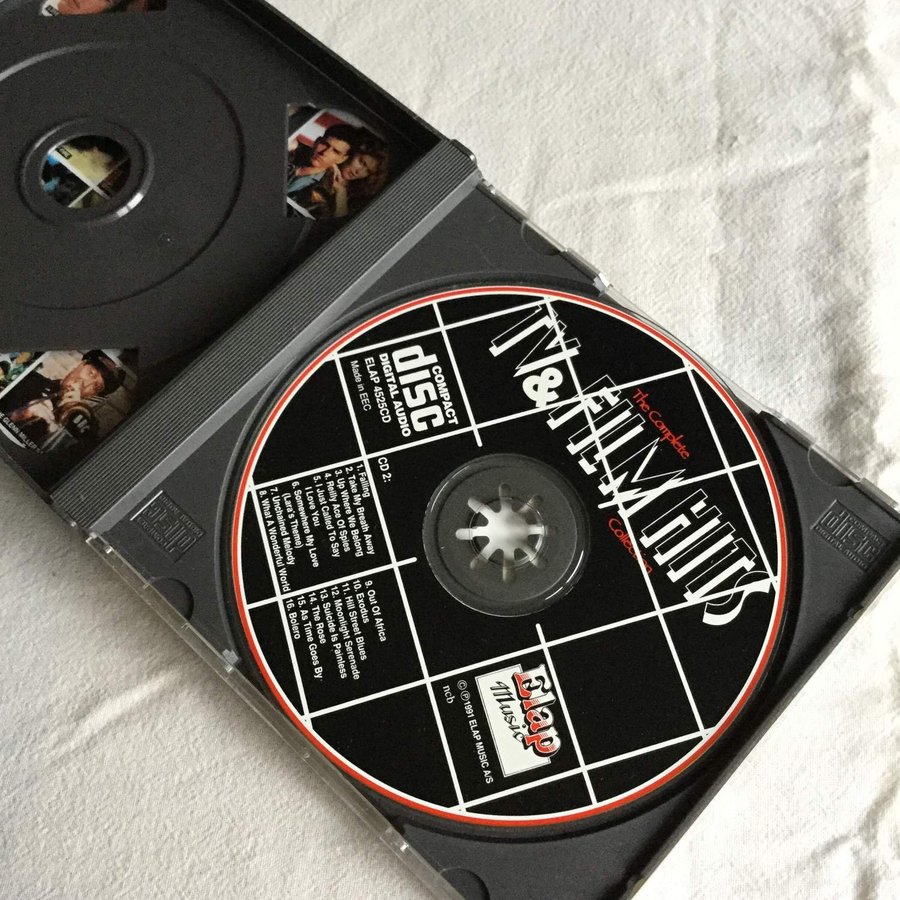 The Complete
TV & FILM HITS
Collection
COMPACT
disc
DIGITAL AUDIO
ELAP 4525CD
Made in EEC
CD 2:
1. Falling
2. Take My Breath Away
3. Up Where We Belong
4. Reilly Ace Of Spies
5. I Just Called To Say
I Love You
6. Somewhere My Love
(Lara's Theme)
7. Unchained Melody
8. What A Wonderful World
9. Out Of Africa
10. Exodus
11. Hill Street Blues
12. Moonlight Serenade
13. Suicide Is Painless
14. The Rose
15. As Time Goes By
16. Bolero
Elap
Music
© ℗ 1991 ELAP MUSIC A/S
ncb
GLENN MILLER